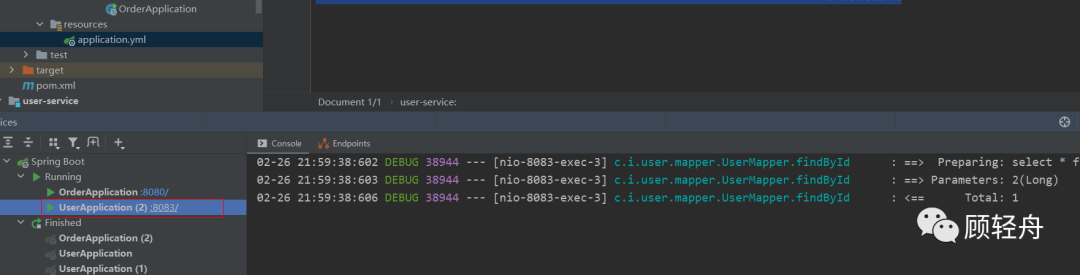 OrderApplication
resources
application.yml
test
target
pom.xml
user-service
Document 1/1 › user-service:
ices
Console Endpoints
Spring Boot
Running
OrderApplication :8080/
UserApplication (2) :8083/
Finished
OrderApplication (2)
UserApplication
UserApplication (1)
02-26 21:59:38:602 DEBUG 38944 --- [nio-8083-exec-3] c.i.user.mapper.UserMapper.findById : ==> Preparing: select * f
02-26 21:59:38:603 DEBUG 38944 --- [nio-8083-exec-3] c.i.user.mapper.UserMapper.findById : ==> Parameters: 2(Long)
02-26 21:59:38:606 DEBUG 38944 --- [nio-8083-exec-3] c.i.user.mapper.UserMapper.findById : <== Total: 1
顾轻舟